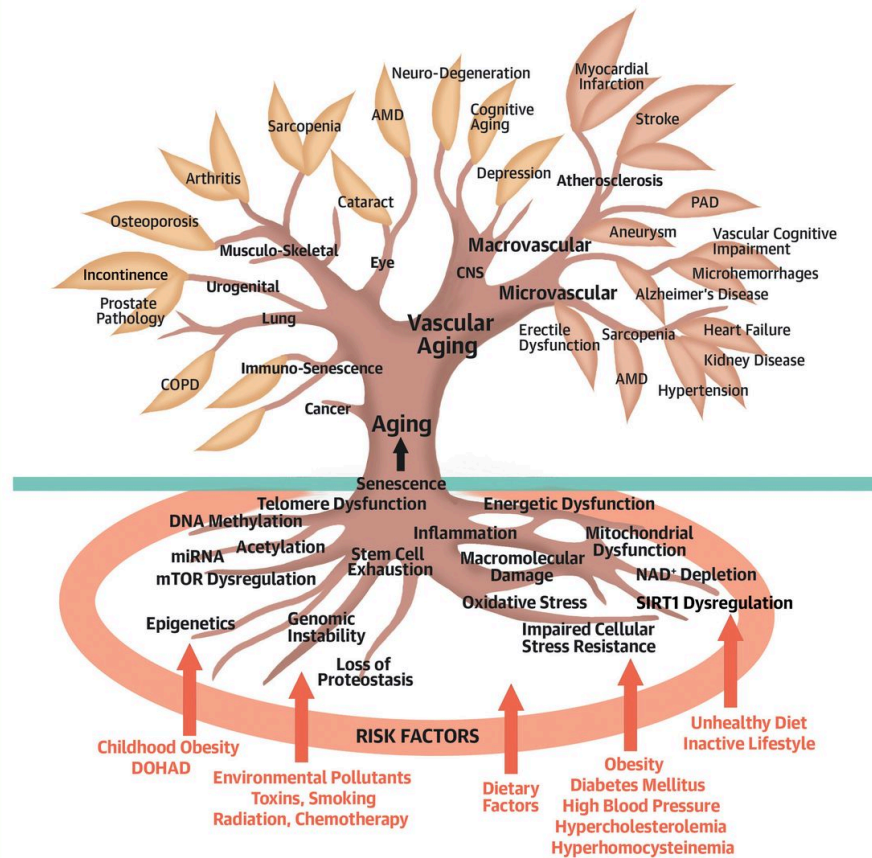 Neuro-Degeneration
Myocardial
Infarction
AMD
Cognitive
Aging
Sarcopenia
Stroke
Arthritis
Depression
Atherosclerosis
Cataract
PAD
Osteoporosis
Aneurysm
Vascular Cognitive
Impairment
Musculo-Skeletal
Macrovascular
Eye
CNS
Incontinence
Microhemorrhages
Urogenital
Microvascular
Alzheimer's Disease
Prostate
Pathology
Lung
Vascular
Aging
Erectile
Dysfunction
Sarcopenia
Heart Failure
Kidney Disease
Immuno-Senescence
COPD
AMD
Hypertension
Cancer
Aging
Senescence
Telomere Dysfunction
Energetic Dysfunction
DNA Methylation
Inflammation
Mitochondrial
Dysfunction
Acetylation
miRNA
Stem Cell
Exhaustion
Macromolecular
Damage
mTOR Dysregulation
NAD+ Depletion
Oxidative Stress
SIRT1 Dysregulation
Epigenetics
Genomic
Instability
Impaired Cellular
Stress Resistance
Loss of
Proteostasis
RISK FACTORS
Childhood Obesity
DOHAD
Environmental Pollutants
Toxins, Smoking
Radiation, Chemotherapy
Dietary
Factors
Obesity
Diabetes Mellitus
High Blood Pressure
Hypercholesterolemia
Hyperhomocysteinemia
Unhealthy Diet
Inactive Lifestyle